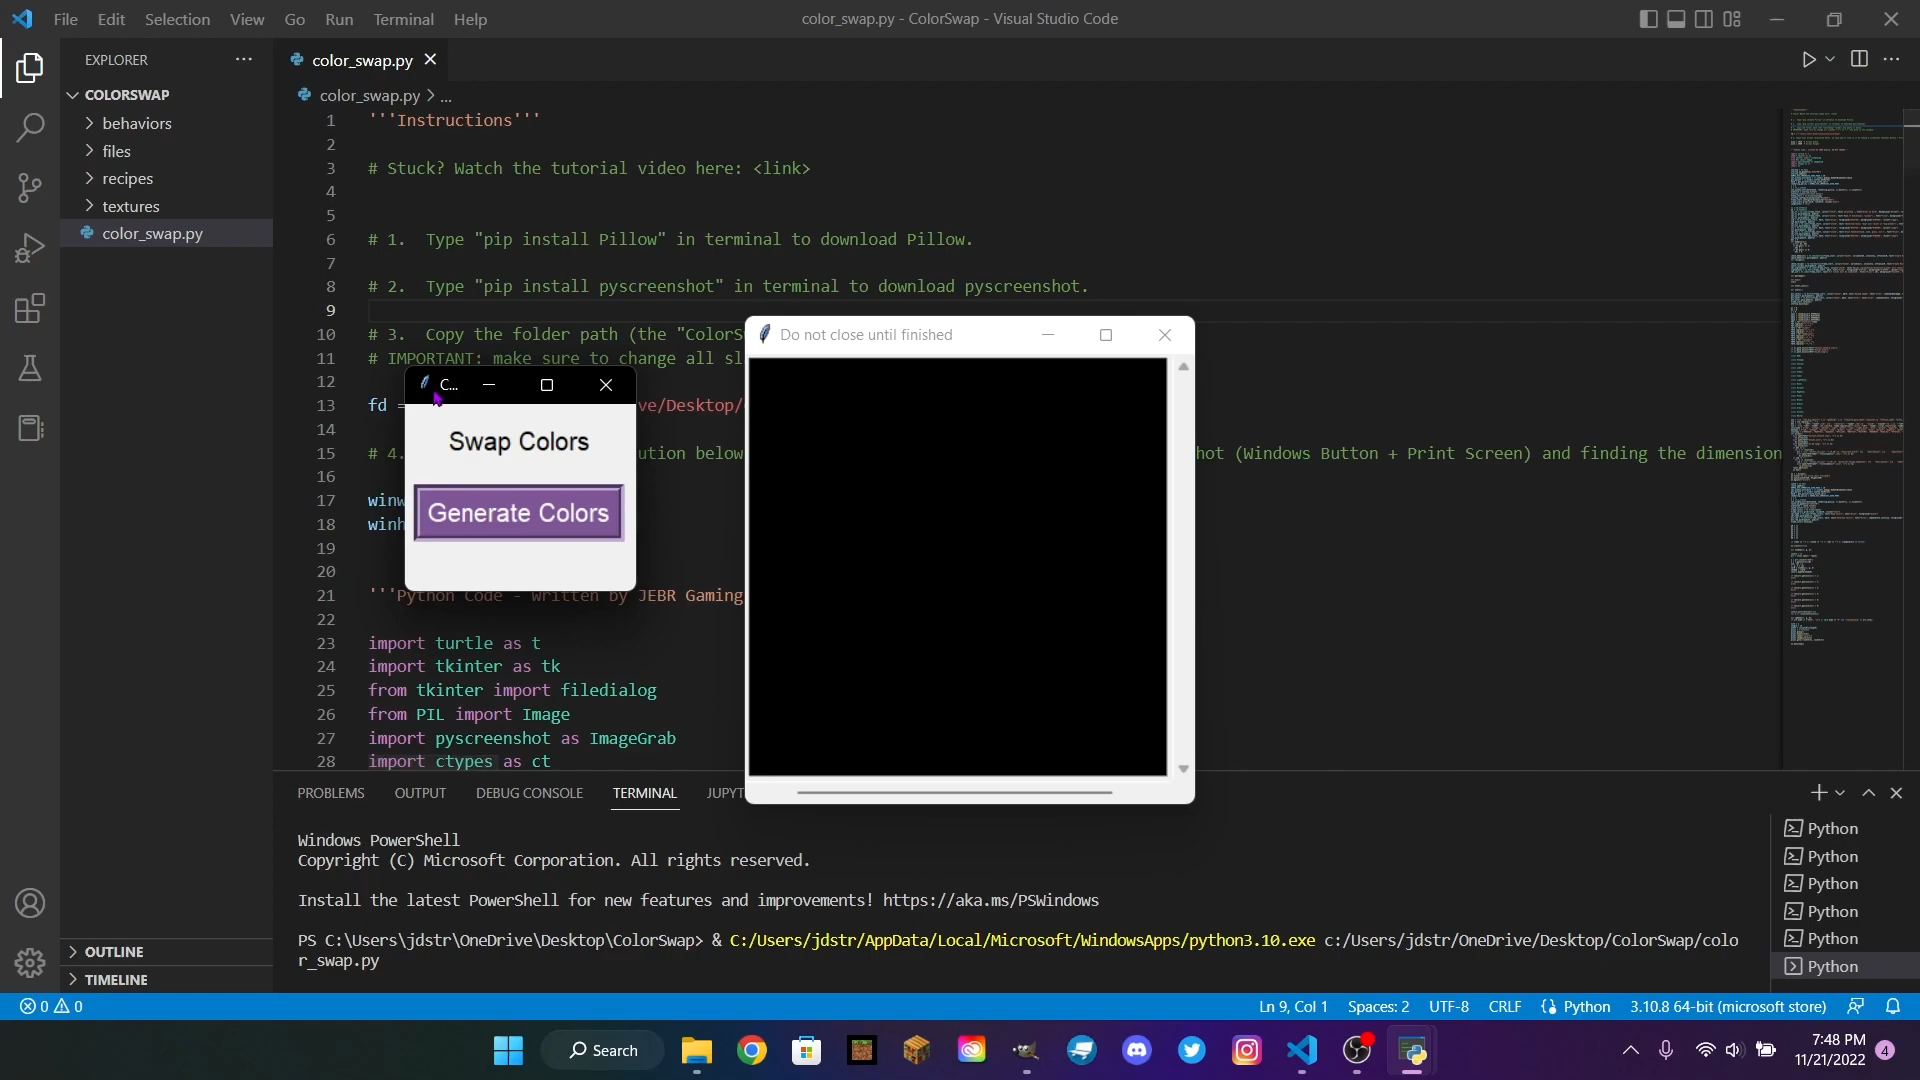 File Edit Selection View Go Run Terminal Help
color_swap.py - ColorSwap - Visual Studio Code
EXPLORER
COLORSWAP
behaviors
files
recipes
textures
color_swap.py
OUTLINE
TIMELINE
color_swap.py
color_swap.py > ...
1 '''Instructions'''
2
3 # Stuck? Watch the tutorial video here: <link>
4
5
6 # 1. Type "pip install Pillow" in terminal to download Pillow.
7
8 # 2. Type "pip install pyscreenshot" in terminal to download pyscreenshot.
9
10 # 3. Copy the folder path (the "ColorS
11 # IMPORTANT: make sure to change all sl
12
13 fd = ve/Desktop/
14
15 # 4. ution below hot (Windows Button + Print Screen) and finding the dimension
16
17 winw
18 winh
19
20
21 '''Python Code - written by JEBR Gaming
22
23 import turtle as t
24 import tkinter as tk
25 from tkinter import filedialog
26 from PIL import Image
27 import pyscreenshot as ImageGrab
28 import ctypes as ct
C...
Swap Colors
Generate Colors
Do not close until finished
PROBLEMS OUTPUT DEBUG CONSOLE TERMINAL JUPYT
Windows PowerShell
Copyright (C) Microsoft Corporation. All rights reserved.
Install the latest PowerShell for new features and improvements! https://aka.ms/PSWindows
PS C:\Users\jdstr\OneDrive\Desktop\ColorSwap> & C:/Users/jdstr/AppData/Local/Microsoft/WindowsApps/python3.10.exe c:/Users/jdstr/OneDrive/Desktop/ColorSwap/colo
r_swap.py
Python
Python
Python
Python
Python
Python
0 0
Ln 9, Col 1 Spaces: 2 UTF-8 CRLF Python 3.10.8 64-bit (microsoft store)
Search
7:48 PM
11/21/2022
4